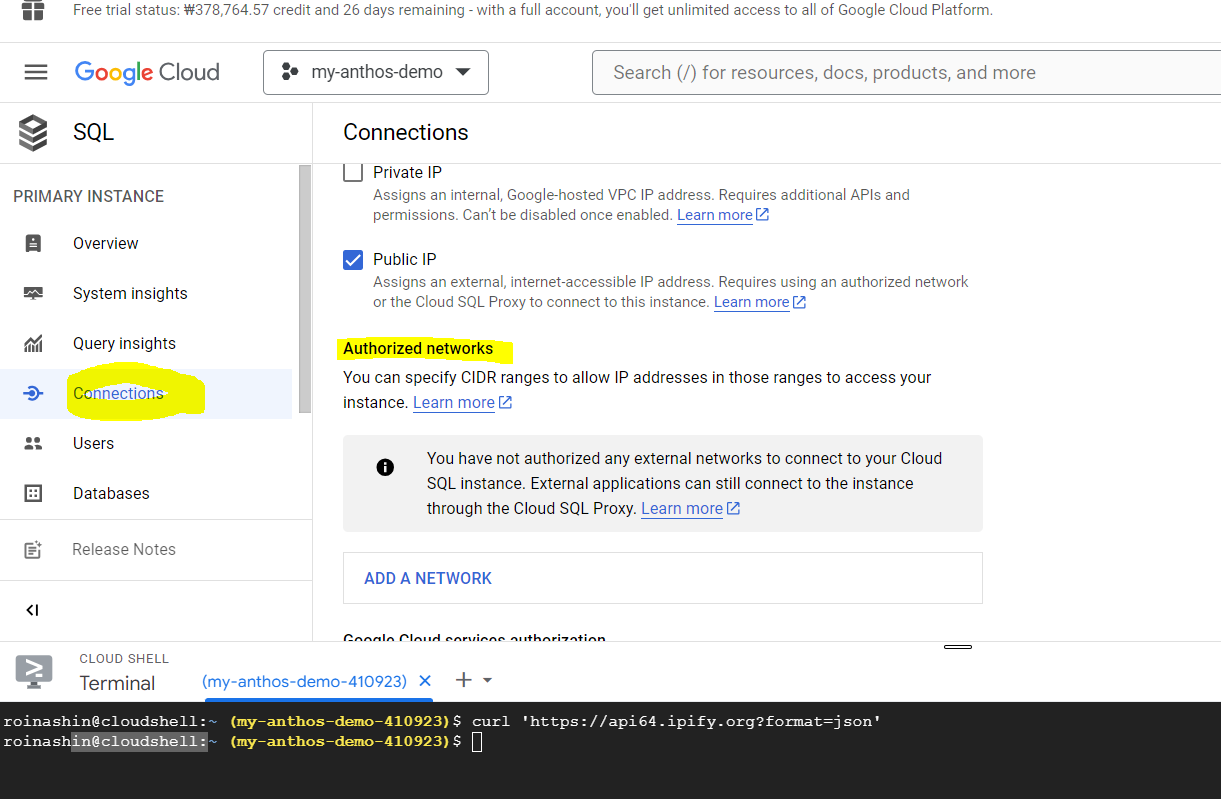 Free trial status: ₩378,764.57 credit and 26 days remaining - with a full account, you'll get unlimited access to all of Google Cloud Platform.
Google Cloud
my-anthos-demo
Search (/) for resources, docs, products, and more
SQL
Connections
PRIMARY INSTANCE
Overview
System insights
Query insights
Connections
Users
Databases
Release Notes
Private IP
Assigns an internal, Google-hosted VPC IP address. Requires additional APIs and
permissions. Can't be disabled once enabled. Learn more
Public IP
Assigns an external, internet-accessible IP address. Requires using an authorized network
or the Cloud SQL Proxy to connect to this instance. Learn more
Authorized networks
You can specify CIDR ranges to allow IP addresses in those ranges to access your
instance. Learn more
You have not authorized any external networks to connect to your Cloud
SQL instance. External applications can still connect to the instance
through the Cloud SQL Proxy. Learn more
ADD A NETWORK
Google Cloud services authorization
CLOUD SHELL
Terminal
(my-anthos-demo-410923)
roinashin@cloudshell:~ (my-anthos-demo-410923)$ curl 'https://api64.ipify.org?format=json'
roinashin@cloudshell:~ (my-anthos-demo-410923)$